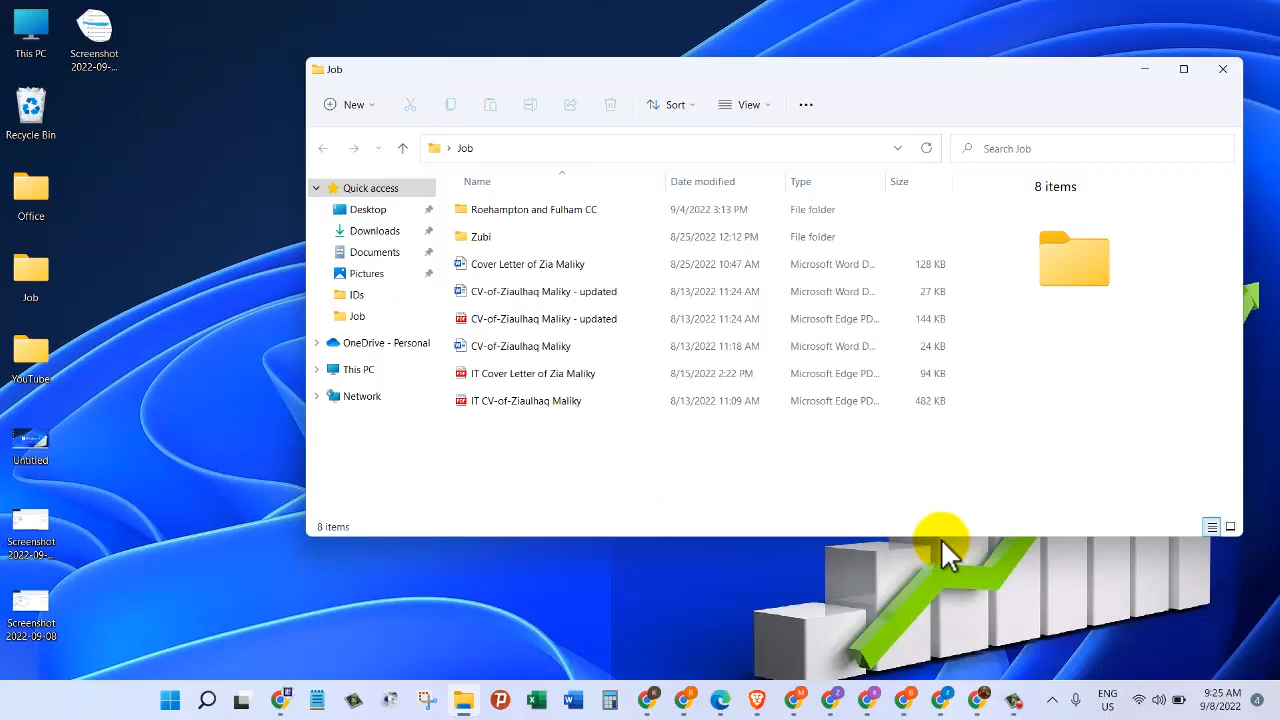 This PC
Screenshot
2022-09-...
Recycle Bin
Office
Job
YouTube
Untitled
Screenshot
2022-09-...
Screenshot
2022-09-08
Job
New
Sort
View
Job
Search Job
Quick access
Desktop
Downloads
Documents
Pictures
IDs
Job
OneDrive - Personal
This PC
Network
Name Date modified Type Size
Roehampton and Fulham CC 9/4/2022 3:13 PM File folder
Zubi 8/25/2022 12:12 PM File folder
Cover Letter of Zia Maliky 8/25/2022 10:47 AM Microsoft Word D... 128 KB
CV-of-Ziaulhaq Maliky - updated 8/13/2022 11:24 AM Microsoft Word D... 27 KB
CV-of-Ziaulhaq Maliky - updated 8/13/2022 11:24 AM Microsoft Edge PD... 144 KB
CV-of-Ziaulhaq Maliky 8/13/2022 11:18 AM Microsoft Word D... 24 KB
IT Cover Letter of Zia Maliky 8/15/2022 2:22 PM Microsoft Edge PD... 94 KB
IT CV-of-Ziaulhaq Maliky 8/13/2022 11:09 AM Microsoft Edge PD... 482 KB
8 items
8 items
ENG
US
9:25 AM
9/8/2022
4